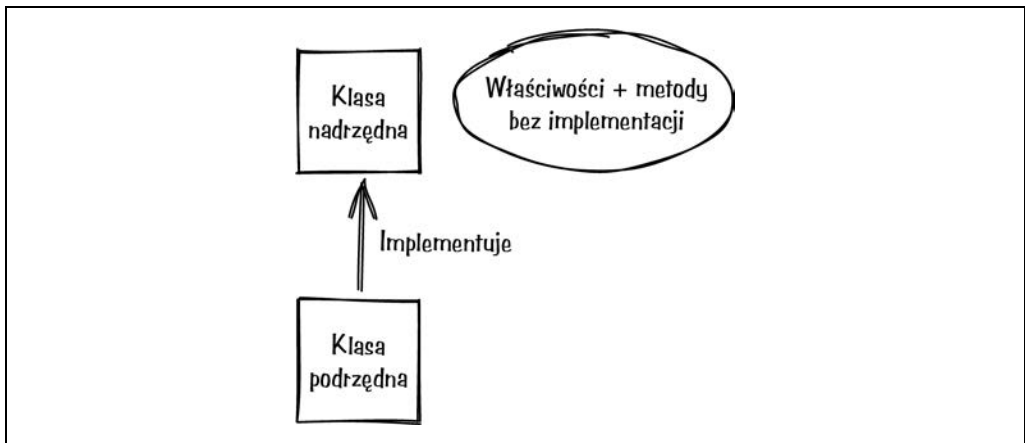 Klasa
nadrzędna
Właściwości + metody
bez implementacji
Implementuje
Klasa
podrzędna